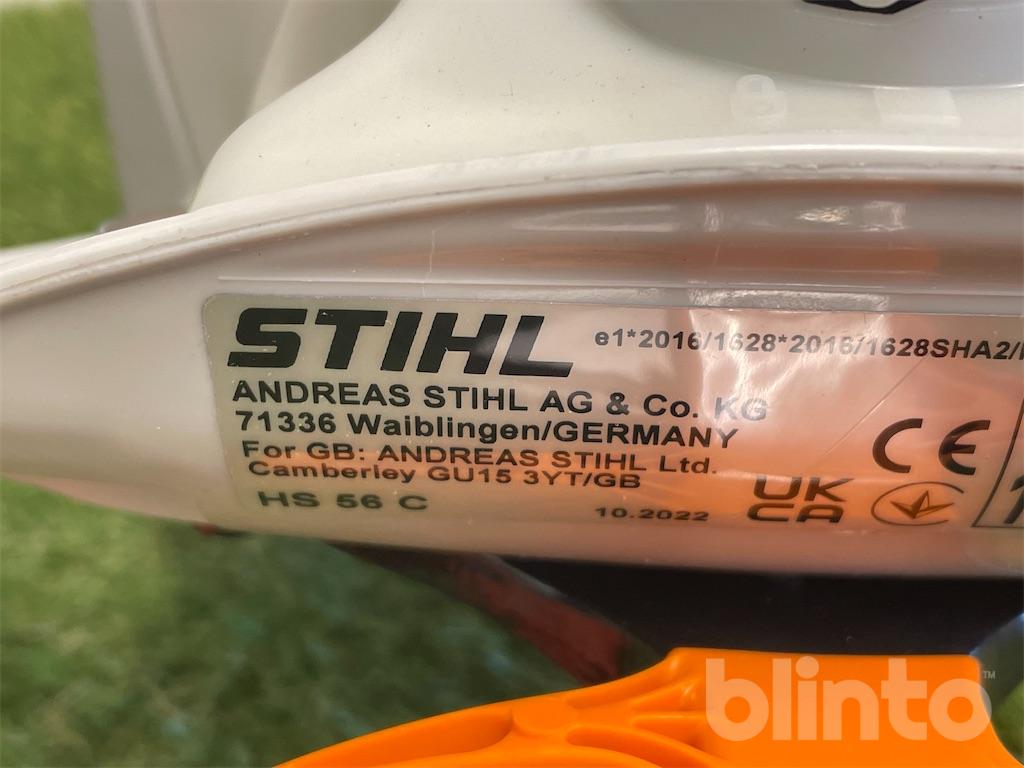 STIHL
e1*2016/1628*2016/1628SHA2/
ANDREAS STIHL AG & Co. KG
71336 Waiblingen/GERMANY
For GB: ANDREAS STIHL Ltd.
Camberley GU15 3YT/GB
HS 56 C
10.2022
CE
UK
CA
blinto™